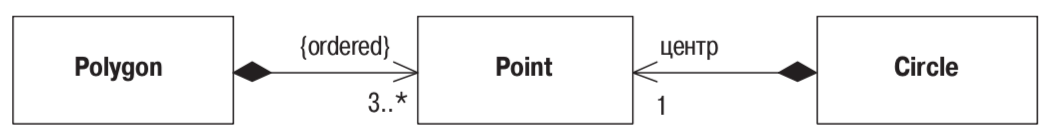 {ordered}
центр
Polygon
Point
Circle
3..*
1